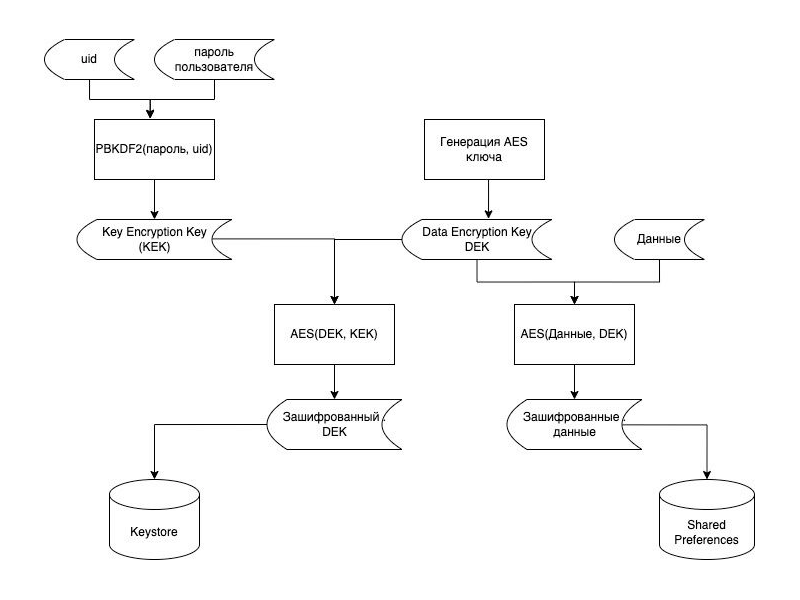 uid
пароль
пользователя
PBKDF2(пароль, uid)
Генерация AES
ключа
Key Encryption Key
(KEK)
Data Encryption Key
DEK
Данные
AES(DEK, KEK)
AES(Данные, DEK)
Зашифрованный
DEK
Зашифрованные
данные
Keystore
Shared
Preferences